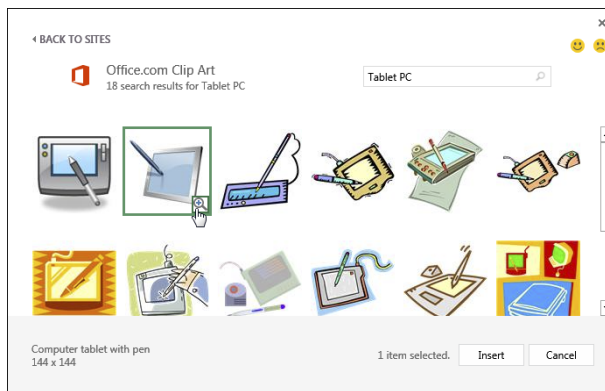 BACK TO SITES
Office.com Clip Art
18 search results for Tablet PC
Tablet PC
Computer tablet with pen
144 x 144
1 item selected.
Insert
Cancel